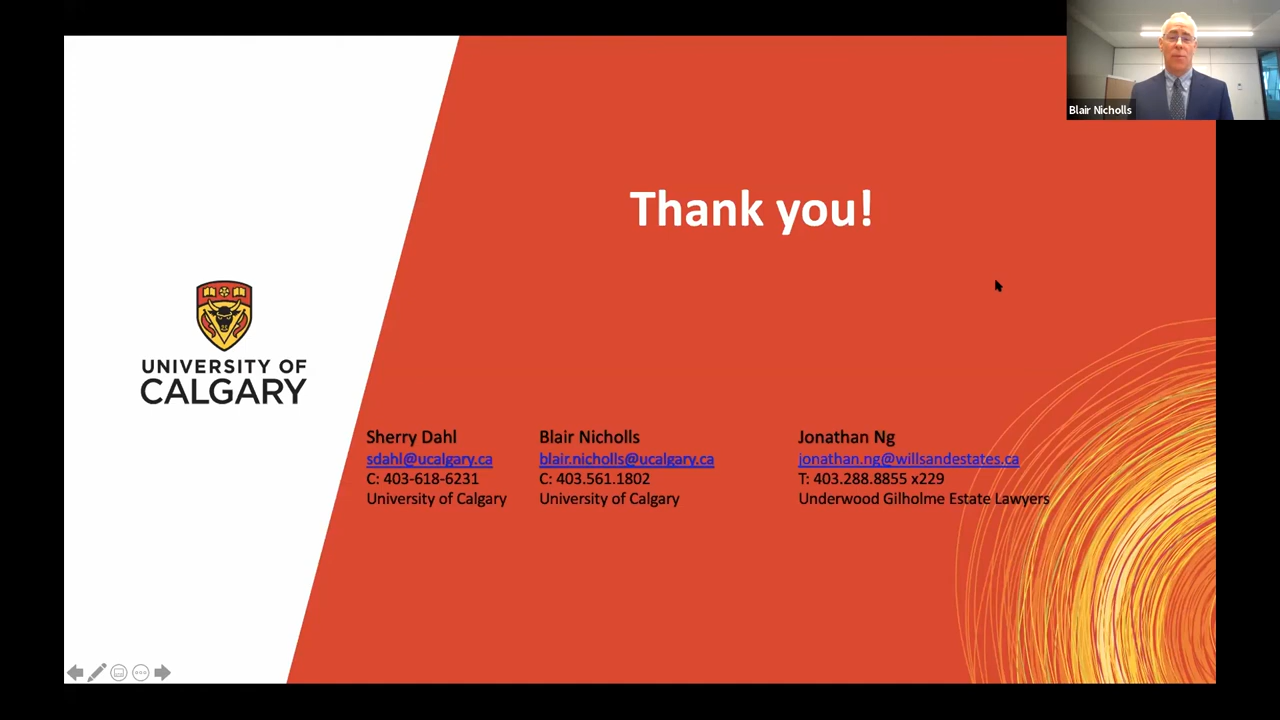 Blair Nicholls
Thank you!
UNIVERSITY OF
CALGARY
Sherry Dahl
sdahl@ucalgary.ca
C: 403-618-6231
University of Calgary
Blair Nicholls
blair.nicholls@ucalgary.ca
C: 403.561.1802
University of Calgary
Jonathan Ng
jonathan.ng@willsandestates.ca
T: 403.288.8855 x229
Underwood Gilholme Estate Lawyers